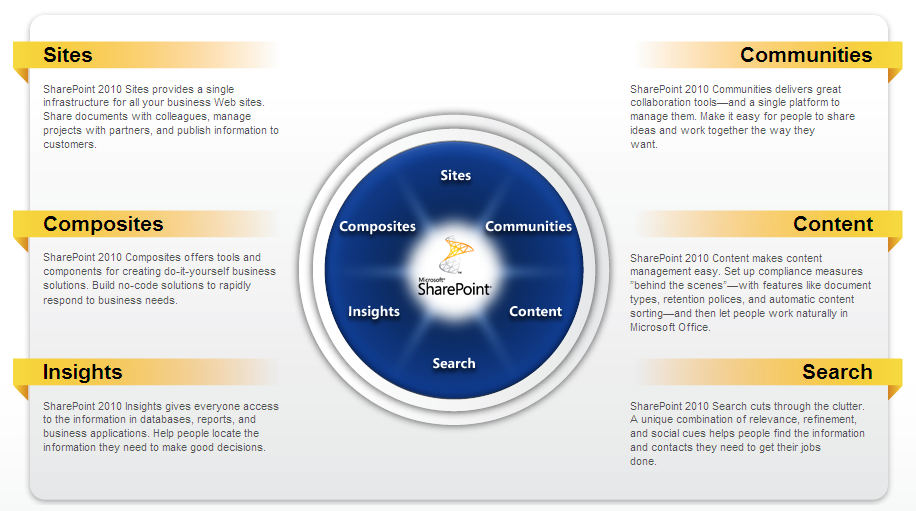 Sites
SharePoint 2010 Sites provides a single
infrastructure for all your business Web sites.
Share documents with colleagues, manage
projects with partners, and publish information to
customers.
Composites
SharePoint 2010 Composites offers tools and
components for creating do-it-yourself business
solutions. Build no-code solutions to rapidly
respond to business needs.
Insights
SharePoint 2010 Insights gives everyone access
to the information in databases, reports, and
business applications. Help people locate the
information they need to make good decisions.
Sites
Composites
Communities
Microsoft®
SharePoint®
Insights
Content
Search
Communities
SharePoint 2010 Communities delivers great
collaboration tools—and a single platform to
manage them. Make it easy for people to share
ideas and work together the way they
want.
Content
SharePoint 2010 Content makes content
management easy. Set up compliance measures
"behind the scenes"—with features like document
types, retention polices, and automatic content
sorting—and then let people work naturally in
Microsoft Office.
Search
SharePoint 2010 Search cuts through the clutter.
A unique combination of relevance, refinement,
and social cues helps people find the information
and contacts they need to get their jobs
done.